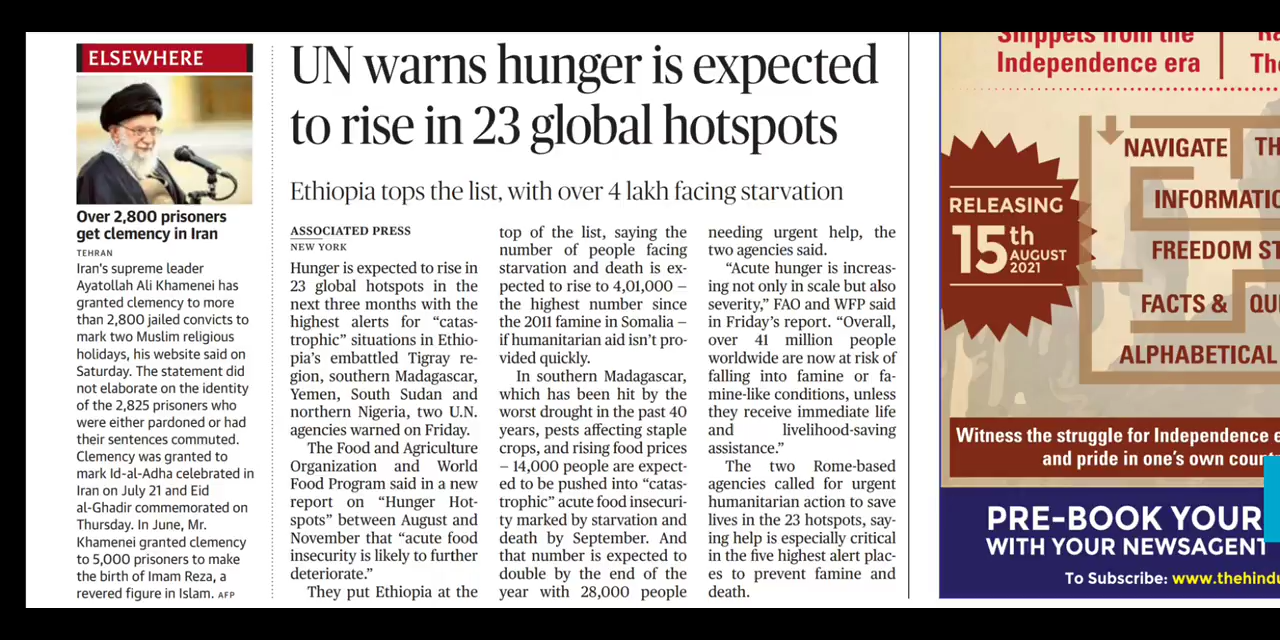 ELSEWHERE
Over 2,800 prisoners
get clemency in Iran
TEHRAN
Iran's supreme leader
Ayatollah Ali Khamenei has
granted clemency to more
than 2,800 jailed convicts to
mark two Muslim religious
holidays, his website said on
Saturday. The statement did
not elaborate on the identity
of the 2,825 prisoners who
were either pardoned or had
their sentences commuted.
Clemency was granted to
mark Id-al-Adha celebrated in
Iran on July 21 and Eid
al-Ghadir commemorated on
Thursday. In June, Mr.
Khamenei granted clemency
to 5,000 prisoners to make
the birth of Imam Reza, a
revered figure in Islam. AFP
UN warns hunger is expected
to rise in 23 global hotspots
Ethiopia tops the list, with over 4 lakh facing starvation
ASSOCIATED PRESS
NEW YORK
Hunger is expected to rise in
23 global hotspots in the
next three months with the
highest alerts for “catas-
trophic” situations in Ethio-
pia’s embattled Tigray re-
gion, southern Madagascar,
Yemen, South Sudan and
northern Nigeria, two U.N.
agencies warned on Friday.
The Food and Agriculture
Organization and World
Food Program said in a new
report on “Hunger Hot-
spots” between August and
November that “acute food
insecurity is likely to further
deteriorate.”
They put Ethiopia at the
top of the list, saying the
number of people facing
starvation and death is ex-
pected to rise to 4,01,000 –
the highest number since
the 2011 famine in Somalia –
if humanitarian aid isn’t pro-
vided quickly.
In southern Madagascar,
which has been hit by the
worst drought in the past 40
years, pests affecting staple
crops, and rising food prices
– 14,000 people are expect-
ed to be pushed into “catas-
trophic” acute food insecuri-
ty marked by starvation and
death by September. And
that number is expected to
double by the end of the
year with 28,000 people
needing urgent help, the
two agencies said.
“Acute hunger is increas-
ing not only in scale but also
severity,” FAO and WFP said
in Friday’s report. “Overall,
over 41 million people
worldwide are now at risk of
falling into famine or fa-
mine-like conditions, unless
they receive immediate life
and livelihood-saving
assistance.”
The two Rome-based
agencies called for urgent
humanitarian action to save
lives in the 23 hotspots, say-
ing help is especially critical
in the five highest alert plac-
es to prevent famine and
death.
Snippets from the
Independence era
RELEASING
15th
AUGUST
2021
NAVIGATE
INFORMATIO
FREEDOM ST
FACTS & QU
ALPHABETICAL
Witness the struggle for Independence
and pride in one's own
PRE-BOOK YOUR
WITH YOUR NEWSAGENT
To Subscribe: www.thehindu